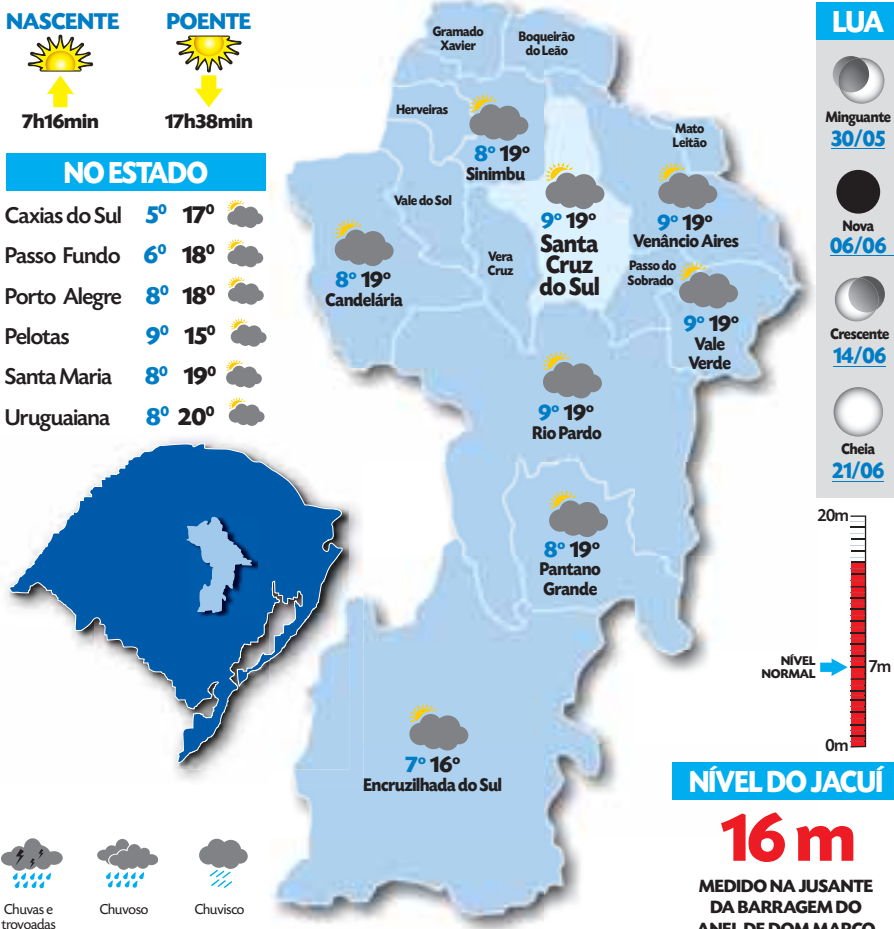 NASCENTE
7h16min
POENTE
17h38min
NO ESTADO
Caxias do Sul 5º 17º
Passo Fundo 6º 18º
Porto Alegre 8º 18º
Pelotas 9º 15º
Santa Maria 8º 19º
Uruguaiana 8º 20º
Gramado
Xavier
Boqueirão
do Leão
Herveiras
8º 19º
Sinimbu
Mato
Leitão
Vale do Sol
9º 19º
Santa
Cruz
do Sul
9º 19º
Venâncio Aires
8º 19º
Candelária
Vera
Cruz
Passo do
Sobrado
9º 19º
Vale
Verde
9º 19º
Rio Pardo
8º 19º
Pantano
Grande
7º 16º
Encruzilhada do Sul
LUA
Minguante
30/05
Nova
06/06
Crescente
14/06
Cheia
21/06
20m
NÍVEL
NORMAL
7m
0m
NÍVEL DO JACUÍ
16 m
MEDIDO NA JUSANTE
DA BARRAGEM DO
ANEL DE DOM MARCO
Chuvas e
trovoadas
Chuvoso
Chuvisco